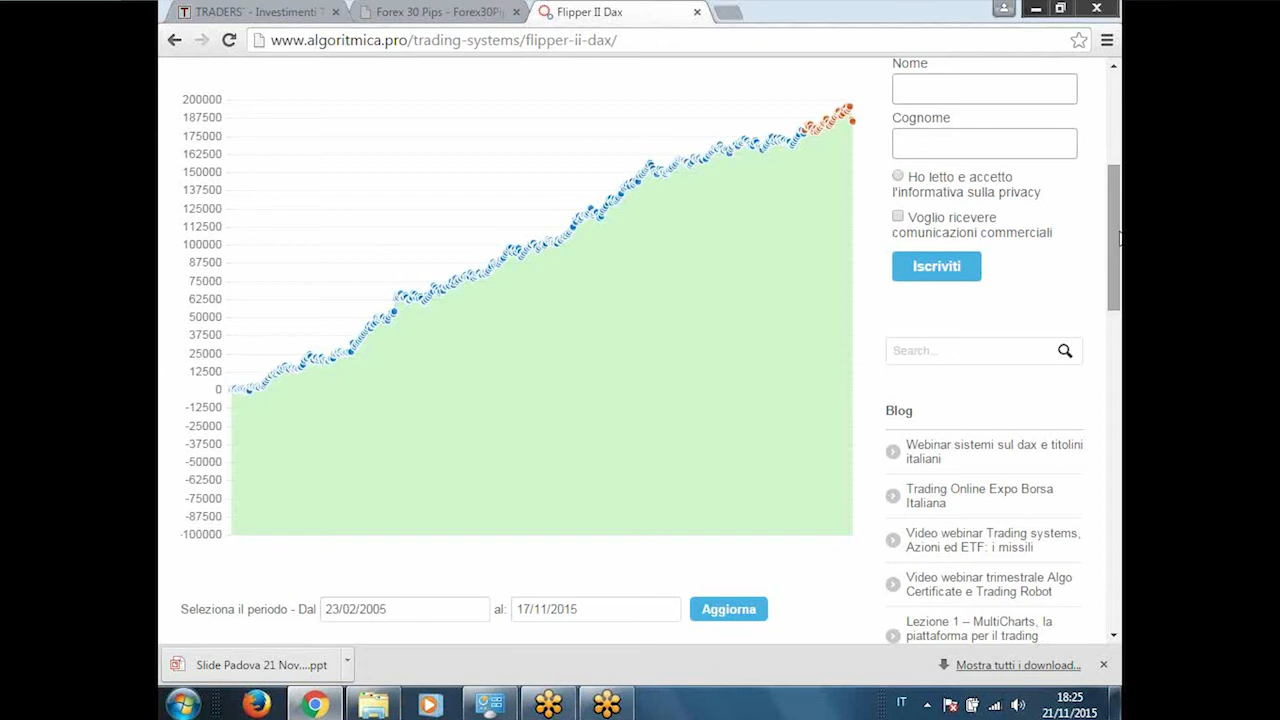 TRADERS' - Investimenti T
Forex 30 Pips - Forex30Pi
Flipper II Dax
www.algoritmica.pro/trading-systems/flipper-ii-dax/
200000
187500
175000
162500
150000
137500
125000
112500
100000
87500
75000
62500
50000
37500
25000
12500
0
-12500
-25000
-37500
-50000
-62500
-75000
-87500
-100000
Seleziona il periodo - Dal 23/02/2005 al: 17/11/2015 Aggiorna
Nome
Cognome
Ho letto e accetto
l'informativa sulla privacy
Voglio ricevere
comunicazioni commerciali
Iscriviti
Search...
Blog
Webinar sistemi sul dax e titolini
italiani
Trading Online Expo Borsa
Italiana
Video webinar Trading systems,
Azioni ed ETF: i missili
Video webinar trimestrale Algo
Certificate e Trading Robot
Lezione 1 – MultiCharts, la
piattaforma per il trading
Slide Padova 21 Nov....ppt
Mostra tutti i download...
IT
18:25
21/11/2015